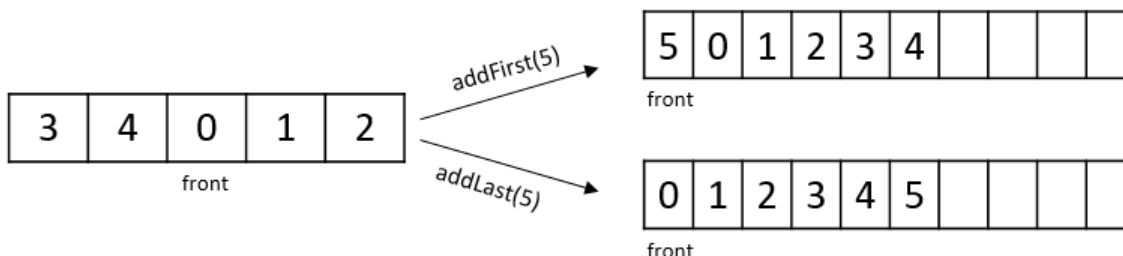 3 4 0 1 2
front
addFirst(5)
5 0 1 2 3 4
front
addLast(5)
0 1 2 3 4 5
front